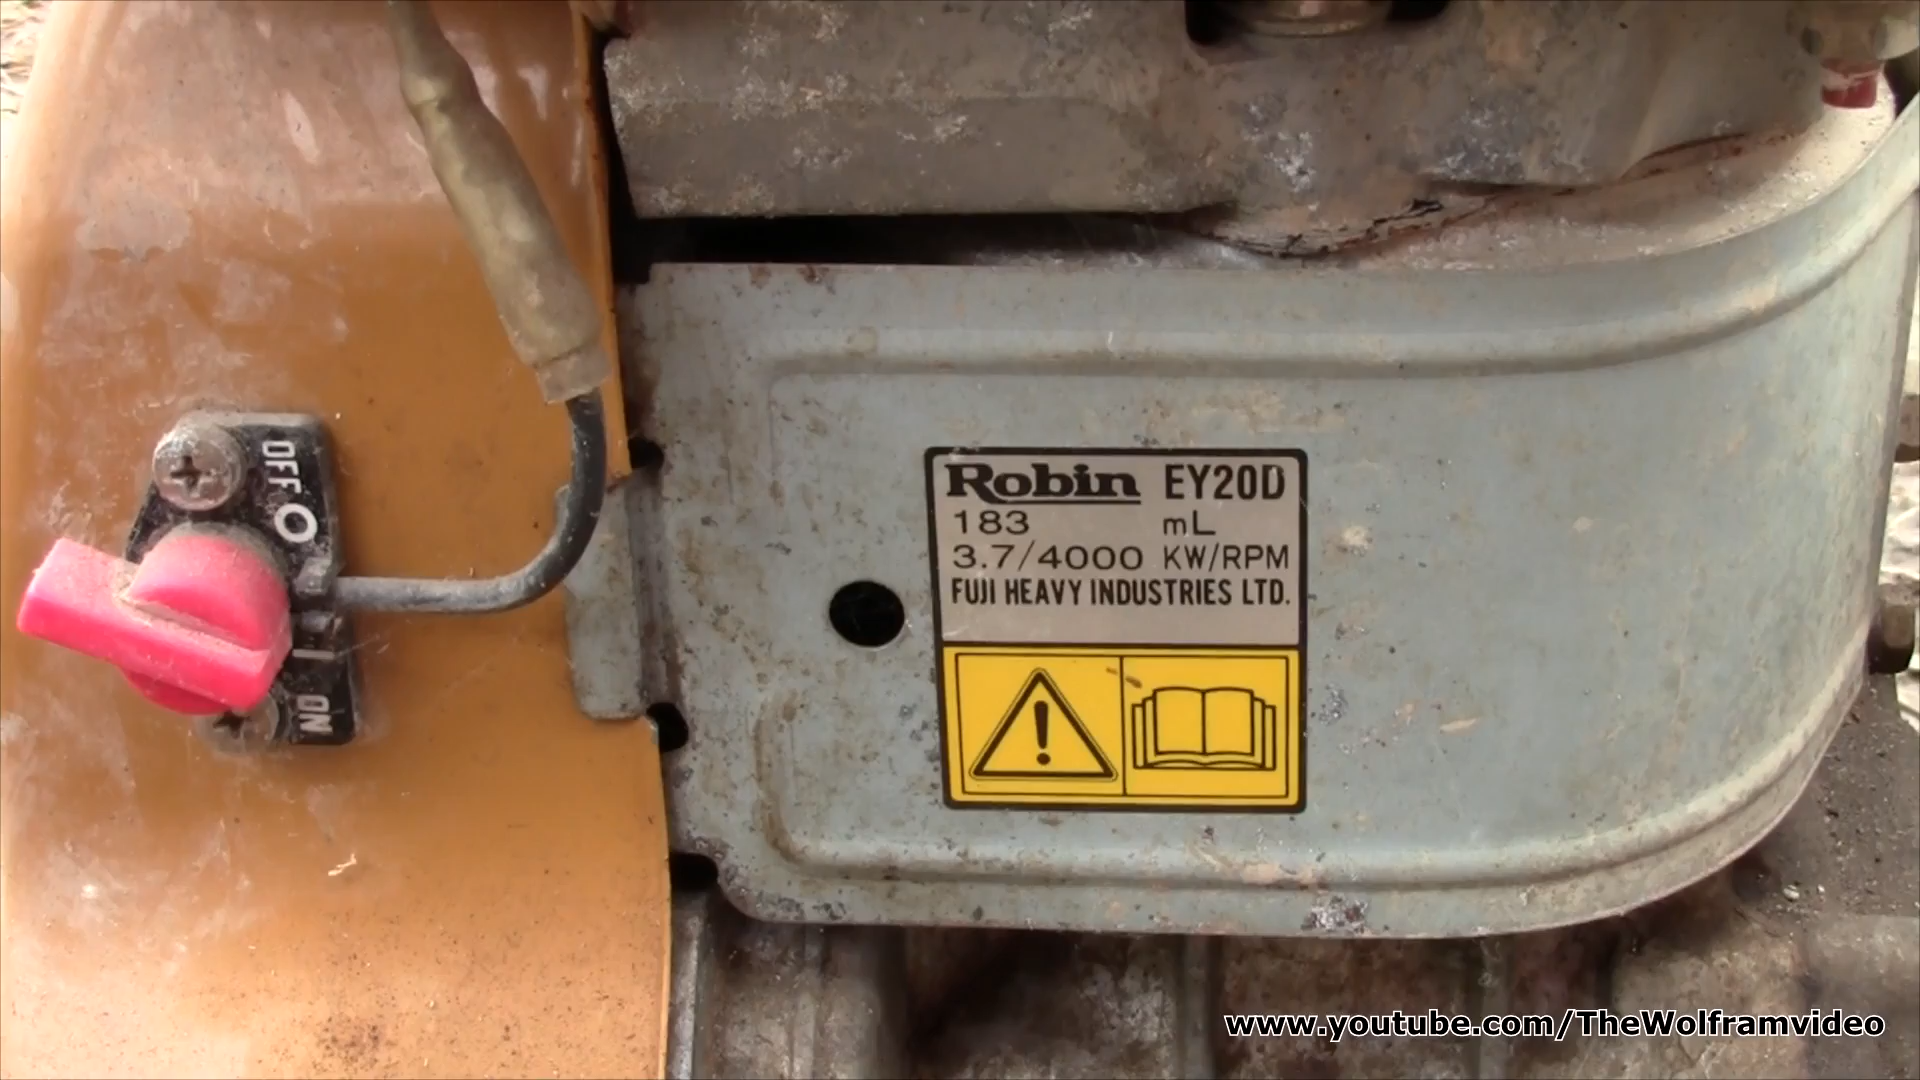 OFF
ON
Robin EY20D
183 mL
3.7/4000 KW/RPM
FUJI HEAVY INDUSTRIES LTD.
www.youtube.com/TheWolframvideo